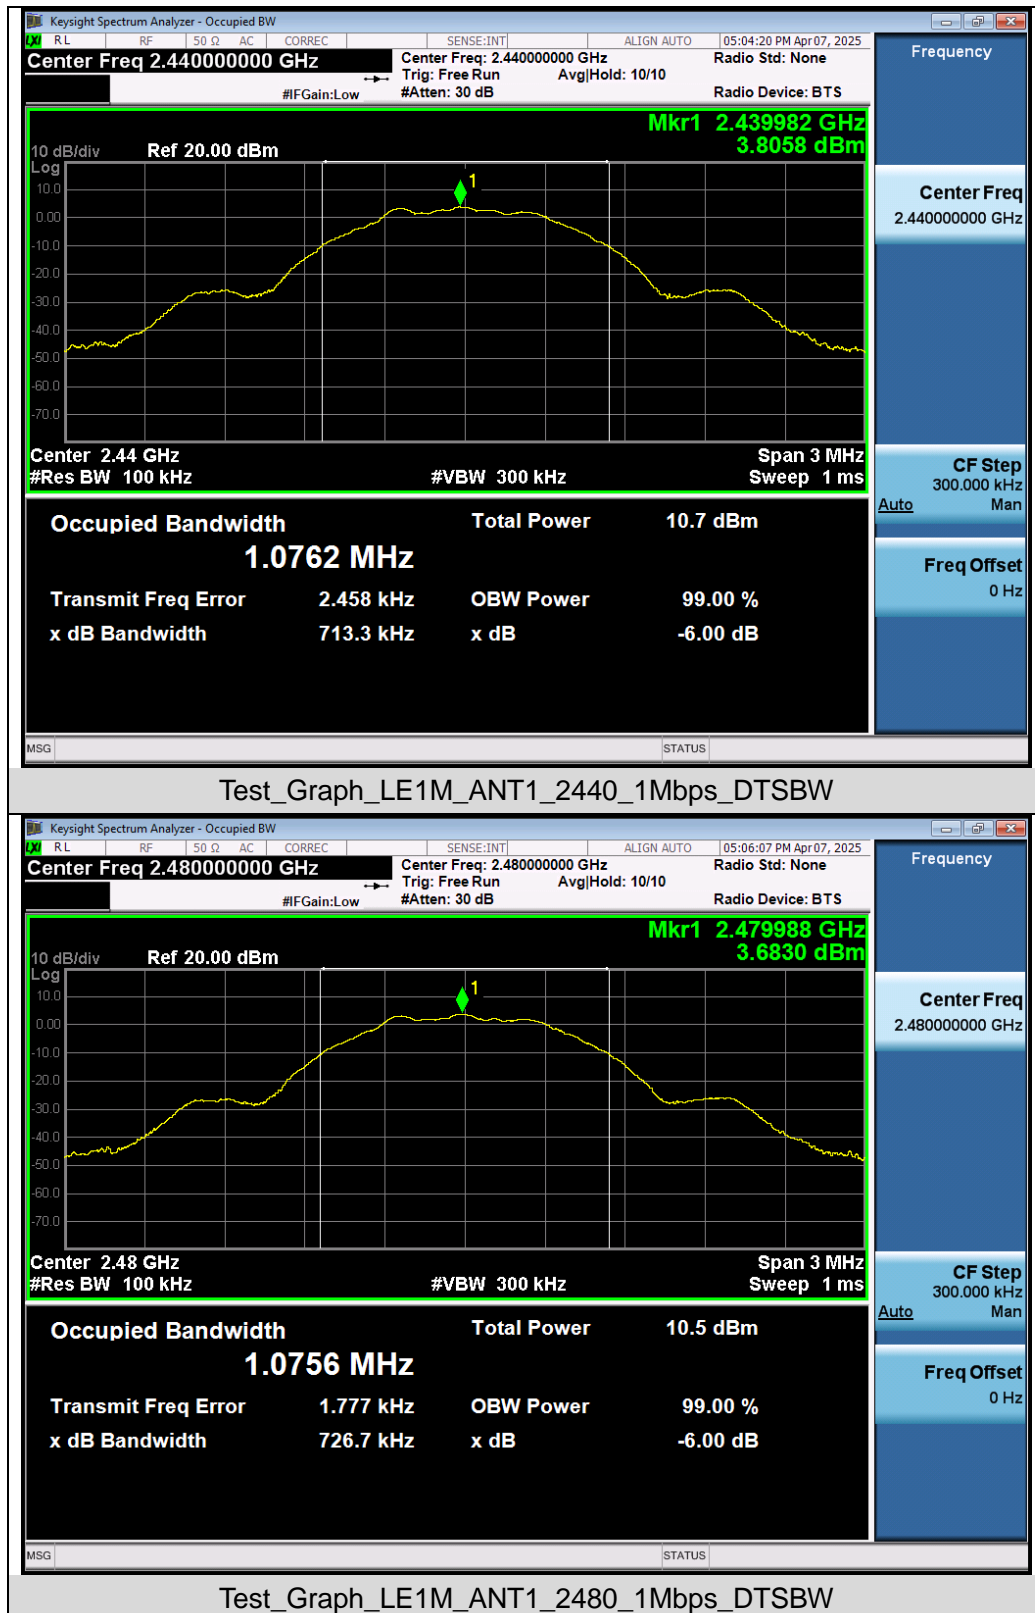 Keysight Spectrum Analyzer - Occupied BW
LXI RL RF 50 Ω AC CORREC SENSE:INT ALIGN AUTO 05:04:20 PM Apr 07, 2025
Center Freq 2.440000000 GHz
Center Freq: 2.440000000 GHz
Radio Std: None
Trig: Free Run Avg|Hold: 10/10
#IFGain:Low
#Atten: 30 dB
Radio Device: BTS
Mkr1 2.439982 GHz
3.8058 dBm
10 dB/div Ref 20.00 dBm
Log
10.0
0.00
-10.0
-20.0
-30.0
-40.0
-50.0
-60.0
-70.0
1
Center 2.44 GHz
Span 3 MHz
#Res BW 100 kHz
#VBW 300 kHz
Sweep 1 ms
Occupied Bandwidth
Total Power 10.7 dBm
1.0762 MHz
Transmit Freq Error 2.458 kHz OBW Power 99.00 %
x dB Bandwidth 713.3 kHz x dB -6.00 dB
Frequency
Center Freq
2.440000000 GHz
CF Step
300.000 kHz
Auto Man
Freq Offset
0 Hz
MSG STATUS
Test_Graph_LE1M_ANT1_2440_1Mbps_DTSBW
Keysight Spectrum Analyzer - Occupied BW
LXI RL RF 50 Ω AC CORREC SENSE:INT ALIGN AUTO 05:06:07 PM Apr 07, 2025
Center Freq 2.480000000 GHz
Center Freq: 2.480000000 GHz
Radio Std: None
Trig: Free Run Avg|Hold: 10/10
#IFGain:Low
#Atten: 30 dB
Radio Device: BTS
Mkr1 2.479988 GHz
3.6830 dBm
10 dB/div Ref 20.00 dBm
Log
10.0
0.00
-10.0
-20.0
-30.0
-40.0
-50.0
-60.0
-70.0
1
Center 2.48 GHz
Span 3 MHz
#Res BW 100 kHz
#VBW 300 kHz
Sweep 1 ms
Occupied Bandwidth
Total Power 10.5 dBm
1.0756 MHz
Transmit Freq Error 1.777 kHz OBW Power 99.00 %
x dB Bandwidth 726.7 kHz x dB -6.00 dB
Frequency
Center Freq
2.480000000 GHz
CF Step
300.000 kHz
Auto Man
Freq Offset
0 Hz
MSG STATUS
Test_Graph_LE1M_ANT1_2480_1Mbps_DTSBW